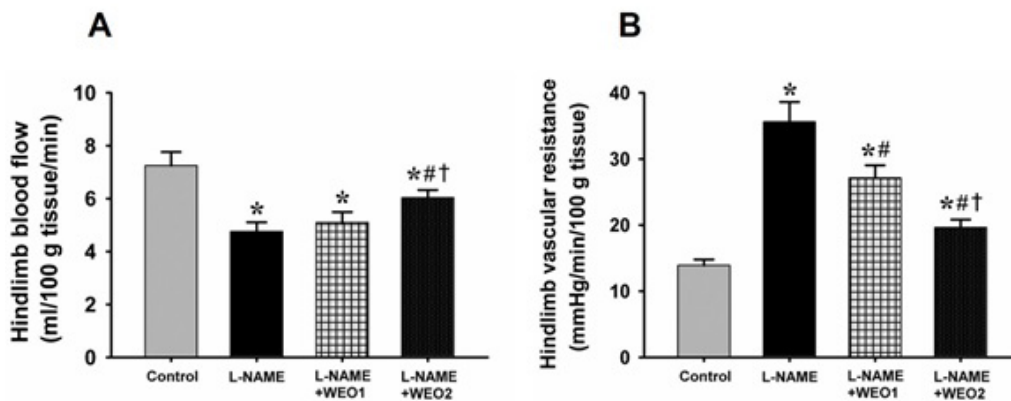 A
Hindlimb blood flow
(ml/100 g tissue/min)
10
8
6
4
2
0
*
*
*#†
Control
L-NAME
L-NAME
+WEO1
L-NAME
+WEO2
B
Hindlimb vascular resistance
(mmHg/min/100 g tissue)
40
30
20
10
0
*
*#
*#†
Control
L-NAME
L-NAME
+WEO1
L-NAME
+WEO2